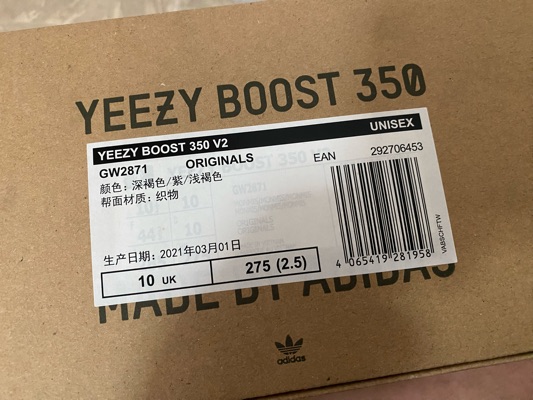 YEEZY BOOST 350
YEEZY BOOST 350 V2 UNISEX
GW2871 ORIGINALS EAN 292706453
颜色: 深褐色/紫/浅褐色
帮面材质: 织物
生产日期: 2021年03月01日
10 UK 275 (2.5)
4 065419 281958
VABSCHFTW
MADE BY ADIDAS
adidas